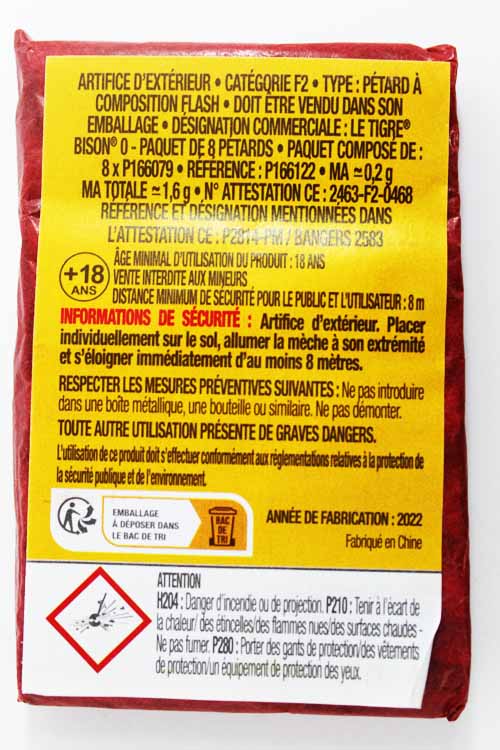 ARTIFICE D'EXTÉRIEUR • CATÉGORIE F2 • TYPE : PÉTARD À
COMPOSITION FLASH • DOIT ÊTRE VENDU DANS SON
EMBALLAGE • DÉSIGNATION COMMERCIALE : LE TIGRE®
BISON® 0 - PAQUET DE 8 PETARDS • PAQUET COMPOSÉ DE :
8 x P166079 • RÉFÉRENCE : P166122 • MA ≃ 0,2 g
MA TOTALE ≃ 1,6 g • N° ATTESTATION CE : 2463-F2-0468
RÉFÉRENCE ET DÉSIGNATION MENTIONNÉES DANS
L'ATTESTATION CE : P2814-PM / BANGERS 2583
+18
ANS
ÂGE MINIMAL D'UTILISATION DU PRODUIT : 18 ANS
VENTE INTERDITE AUX MINEURS
DISTANCE MINIMUM DE SÉCURITÉ POUR LE PUBLIC ET L'UTILISATEUR : 8 m
INFORMATIONS DE SÉCURITÉ : Artifice d'extérieur. Placer
individuellement sur le sol, allumer la mèche à son extrémité
et s'éloigner immédiatement d'au moins 8 mètres.
RESPECTER LES MESURES PRÉVENTIVES SUIVANTES : Ne pas introduire
dans une boîte métallique, une bouteille ou similaire. Ne pas démonter.
TOUTE AUTRE UTILISATION PRÉSENTE DE GRAVES DANGERS.
L'utilisation de ce produit doit s'effectuer conformément aux réglementations relatives à la protection de
la sécurité publique et de l'environnement.
EMBALLAGE
À DÉPOSER DANS
LE BAC DE TRI
BAC
DE TRI
ANNÉE DE FABRICATION : 2022
Fabriqué en Chine
ATTENTION
H204 : Danger d'incendie ou de projection. P210 : Tenir à l'écart de
la chaleur/ des étincelles/des flammes nues/des surfaces chaudes -
Ne pas fumer. P280 : Porter des gants de protection/des vêtements
de protection/un équipement de protection des yeux.